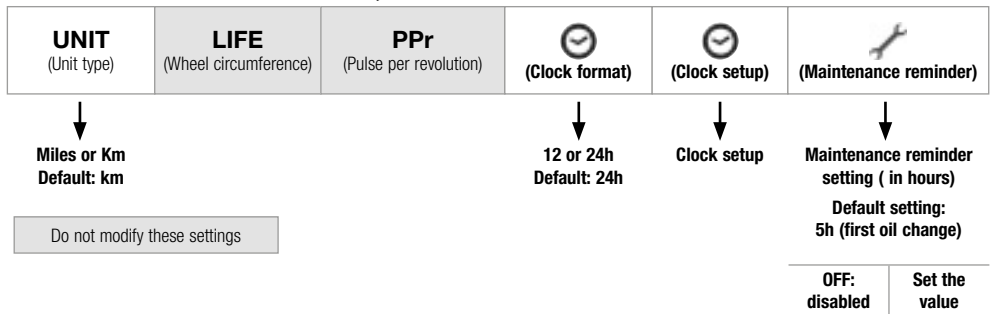 UNIT
(Unit type)
LIFE
(Wheel circumference)
PPr
(Pulse per revolution)
(Clock format)
(Clock setup)
(Maintenance reminder)
Miles or Km
Default: km
12 or 24h
Default: 24h
Clock setup
Maintenance reminder
setting ( in hours)
Default setting:
5h (first oil change)
Do not modify these settings
OFF:
disabled
Set the
value